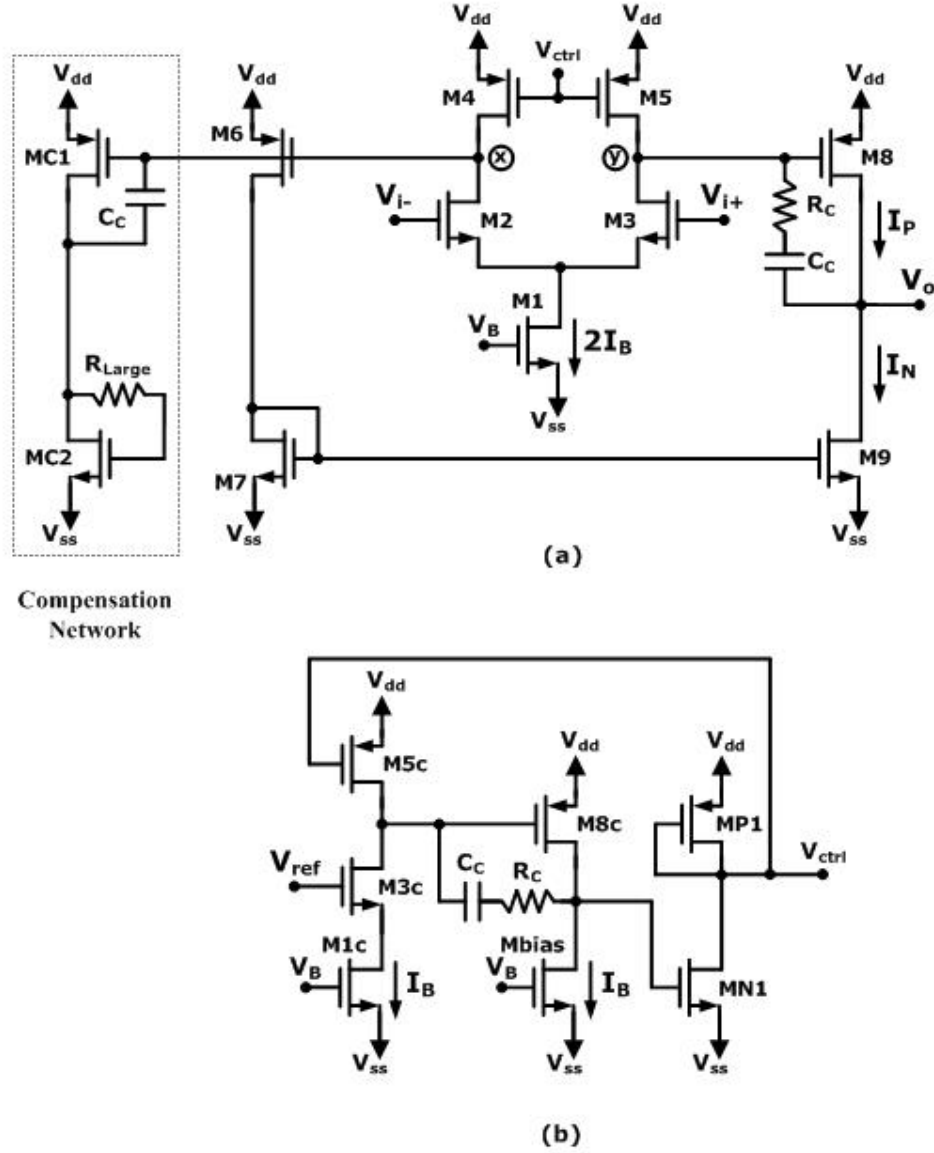 Vdd
Vdd
Vctrl
Vdd
Vdd
Vdd
M4
M5
M6
MC1
M8
x
y
CC
Vi-
M2
M3
Vi+
RC
IP
CC
Vo
M1
VB
2IB
IN
RLarge
Vss
MC2
M7
M9
Vss
Vss
Vss
(a)
Compensation
Network
Vdd
M5c
Vdd
Vdd
M8c
MP1
Vctrl
Vref
CC
RC
M3c
M1c
Mbias
VB
IB
VB
IB
MN1
Vss
Vss
Vss
(b)